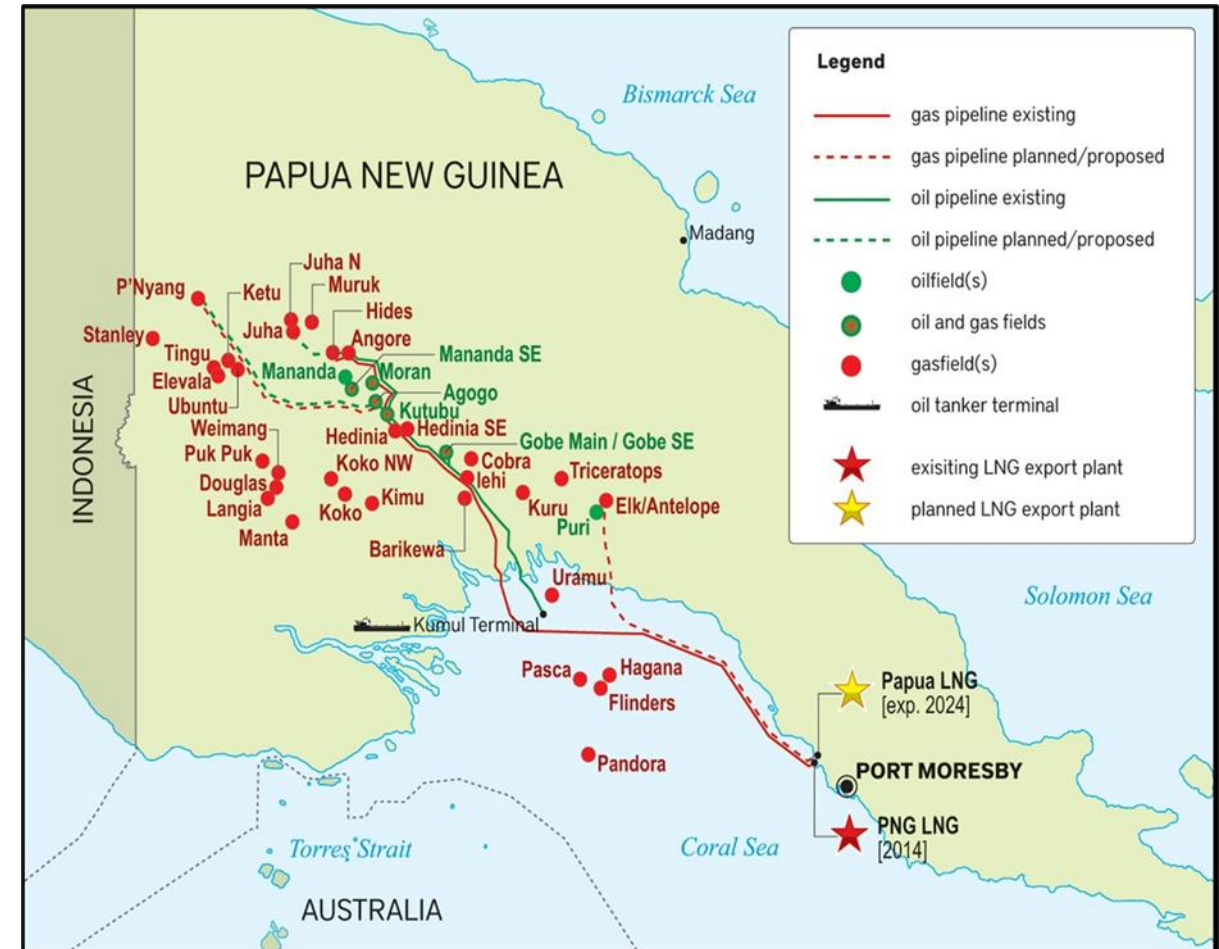 Legend
gas pipeline existing
gas pipeline planned/proposed
oil pipeline existing
oil pipeline planned/proposed
oilfield(s)
oil and gas fields
gasfield(s)
oil tanker terminal
exisiting LNG export plant
planned LNG export plant
Bismarck Sea
PAPUA NEW GUINEA
Madang
Juha N
P'Nyang
Ketu
Muruk
Hides
Stanley
Juha
Angore
Tingu
Mananda SE
Elevala
Mananda
Moran
Agogo
Ubuntu
Kutubu
INDONESIA
Weimang
Hedinia
Hedinia SE
Gobe Main / Gobe SE
Puk Puk
Koko NW
Cobra
Triceratops
Douglas
Iehi
Langia
Koko
Kimu
Kuru
Elk/Antelope
Manta
Puri
Barikewa
Uramu
Solomon Sea
Kumul Terminal
Pasca
Hagana
Flinders
Papua LNG
[exp. 2024]
Pandora
PORT MORESBY
PNG LNG
[2014]
Torres Strait
Coral Sea
AUSTRALIA